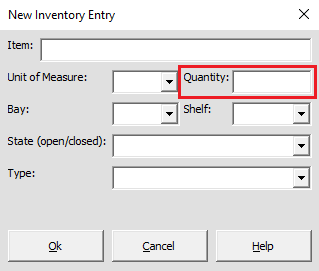 New Inventory Entry
Item:
Unit of Measure: Quantity:
Bay: Shelf:
State (open/closed):
Type:
Ok Cancel Help